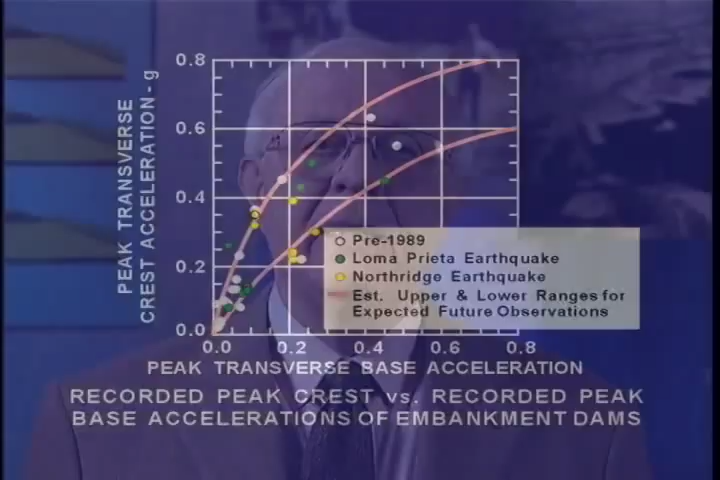 0.8
0.6
0.4
0.2
0.0
PEAK TRANSVERSE
CREST ACCELERATION - g
Pre-1989
Loma Prieta Earthquake
Northridge Earthquake
Est. Upper & Lower Ranges for
Expected Future Observations
0.0 0.2 0.4 0.6 0.8
PEAK TRANSVERSE BASE ACCELERATION
RECORDED PEAK CREST vs. RECORDED PEAK
BASE ACCELERATIONS OF EMBANKMENT DAMS